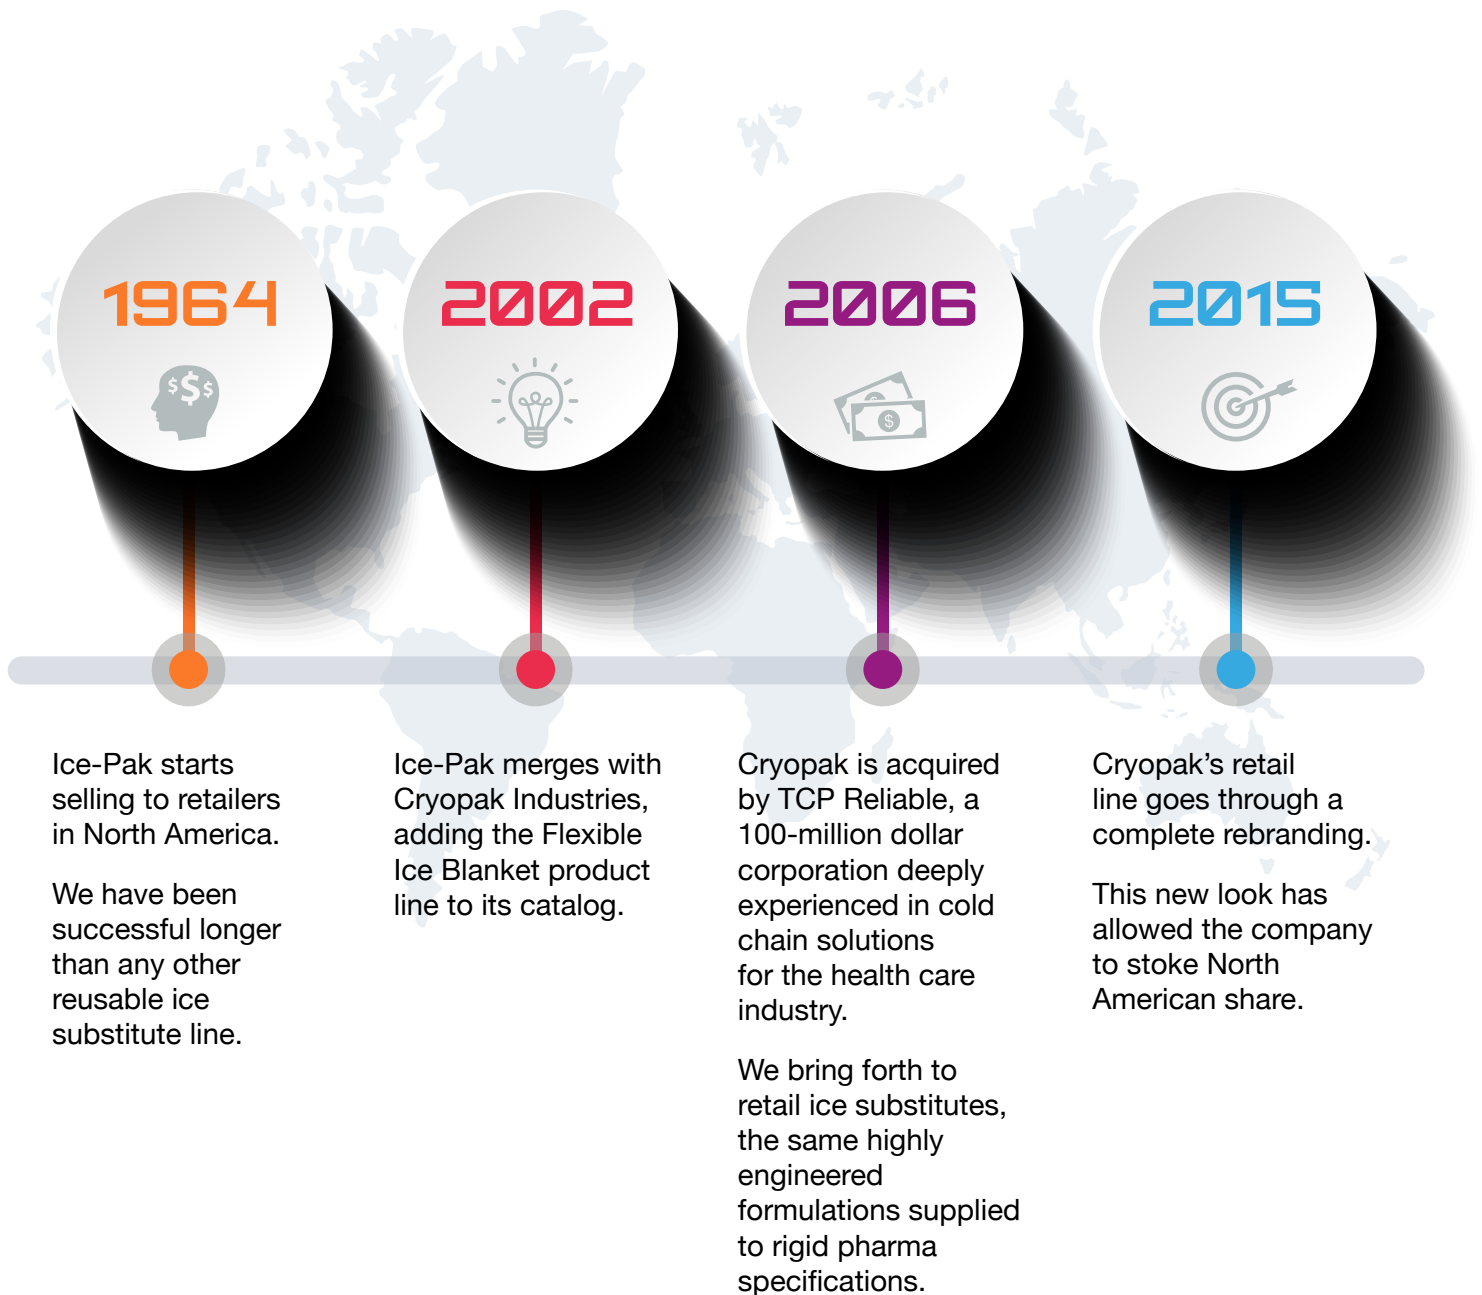 1964
2002
2006
2015
Ice-Pak starts
selling to retailers
in North America.
We have been
successful longer
than any other
reusable ice
substitute line.
Ice-Pak merges with
Cryopak Industries,
adding the Flexible
Ice Blanket product
line to its catalog.
Cryopak is acquired
by TCP Reliable, a
100-million dollar
corporation deeply
experienced in cold
chain solutions
for the health care
industry.
We bring forth to
retail ice substitutes,
the same highly
engineered
formulations supplied
to rigid pharma
specifications.
Cryopak’s retail
line goes through a
complete rebranding.
This new look has
allowed the company
to stoke North
American share.